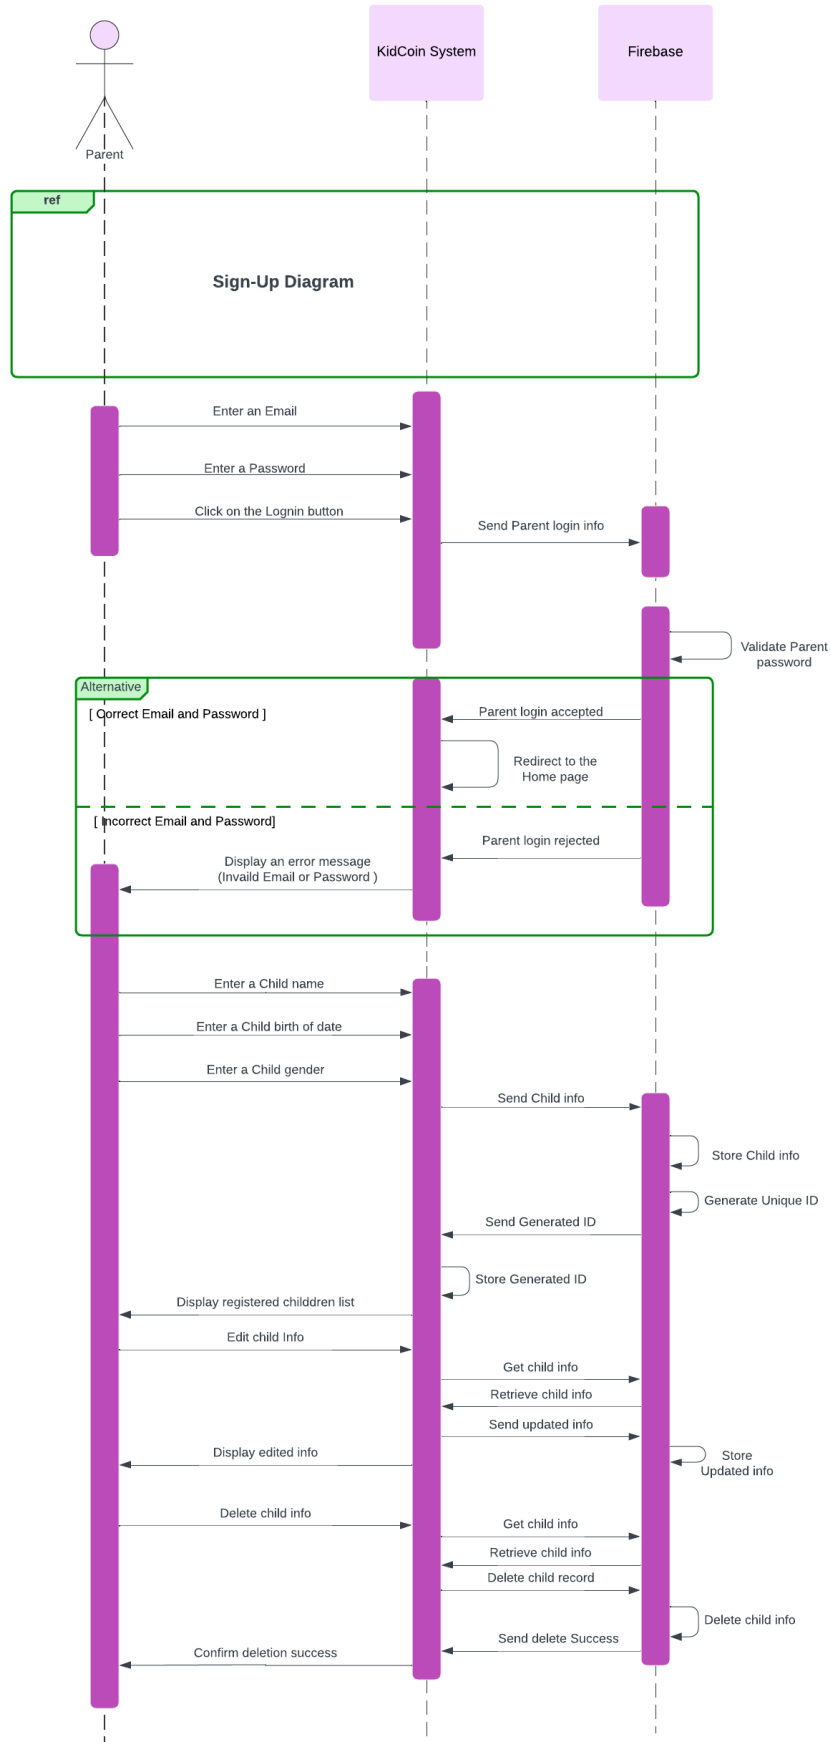 KidCoin System
Firebase
Parent
ref
Sign-Up Diagram
Enter an Email
Enter a Password
Click on the Lognin button
Send Parent login info
Validate Parent
password
Alternative
[ Correct Email and Password ]
Parent login accepted
Redirect to the
Home page
[ Incorrect Email and Password]
Parent login rejected
Display an error message
(Invaild Email or Password )
Enter a Child name
Enter a Child birth of date
Enter a Child gender
Send Child info
Store Child info
Generate Unique ID
Send Generated ID
Store Generated ID
Display registered childdren list
Edit child Info
Get child info
Retrieve child info
Send updated info
Display edited info
Store
Updated info
Delete child info
Get child info
Retrieve child info
Delete child record
Delete child info
Send delete Success
Confirm deletion success